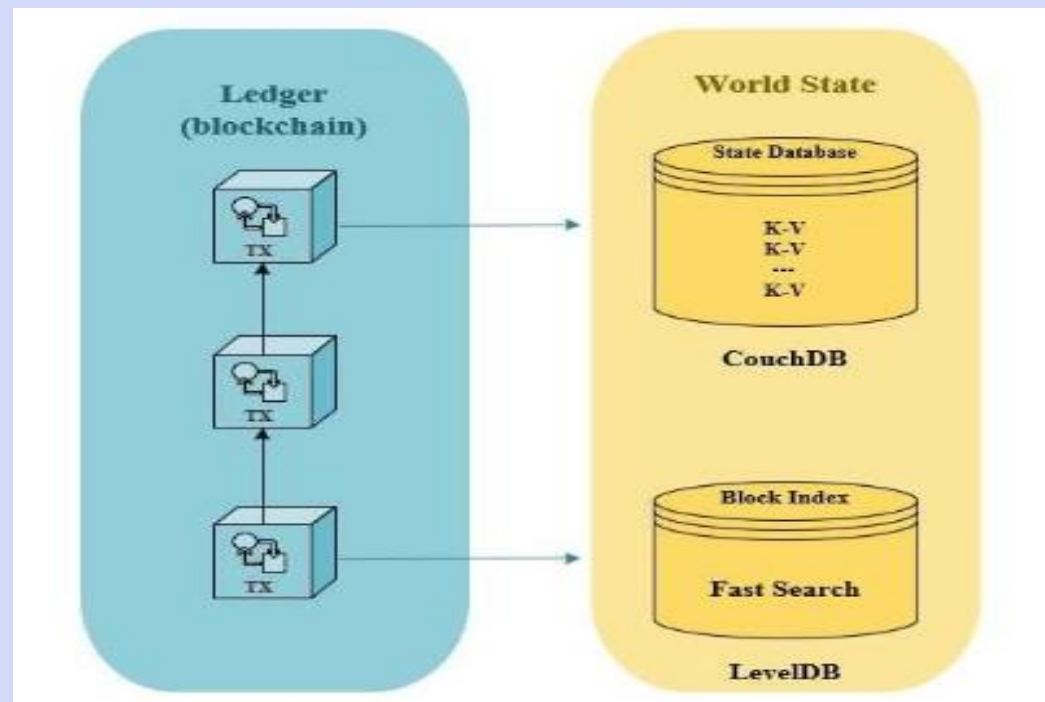 Ledger
(blockchain)
TX
TX
TX
World State
State Database
K-V
K-V
---
K-V
CouchDB
Block Index
Fast Search
LevelDB